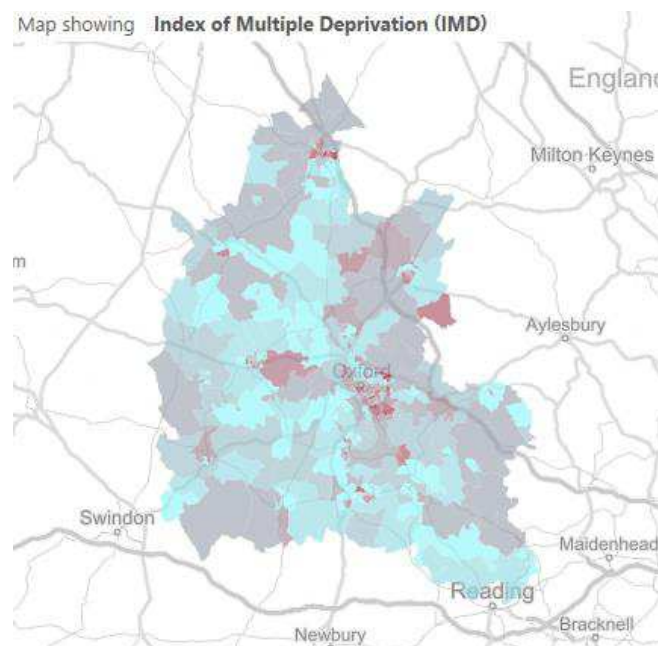 Map showing Index of Multiple Deprivation (IMD)
England
Milton Keynes
m
Aylesbury
Oxford
Swindon
Maidenhead
Reading
Bracknell
Newbury